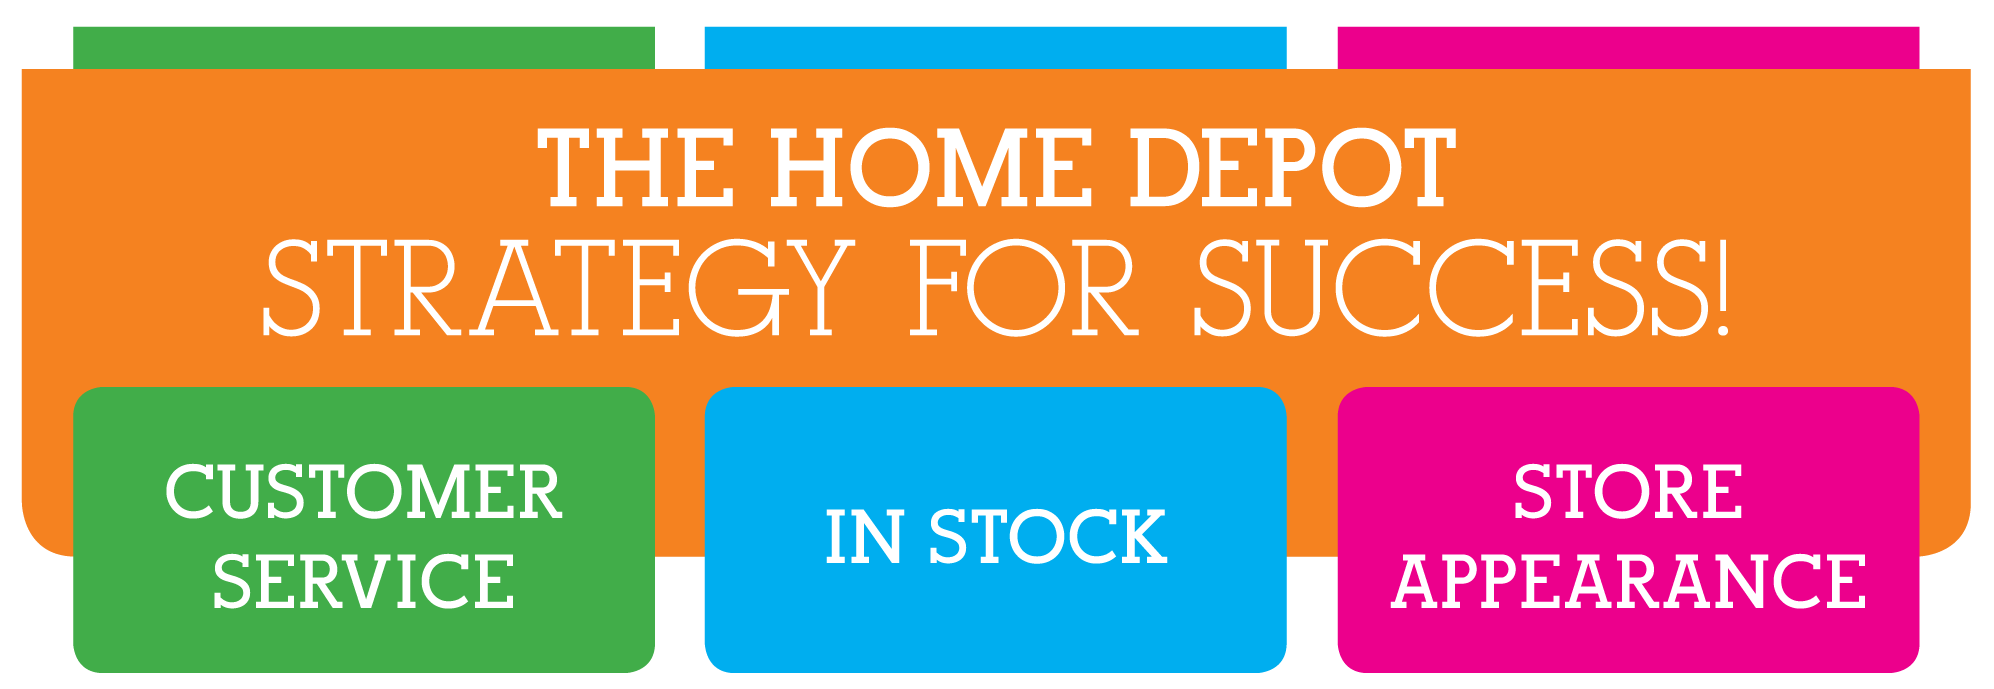 THE HOME DEPOT
STRATEGY FOR SUCCESS!
CUSTOMER
SERVICE
IN STOCK
STORE
APPEARANCE